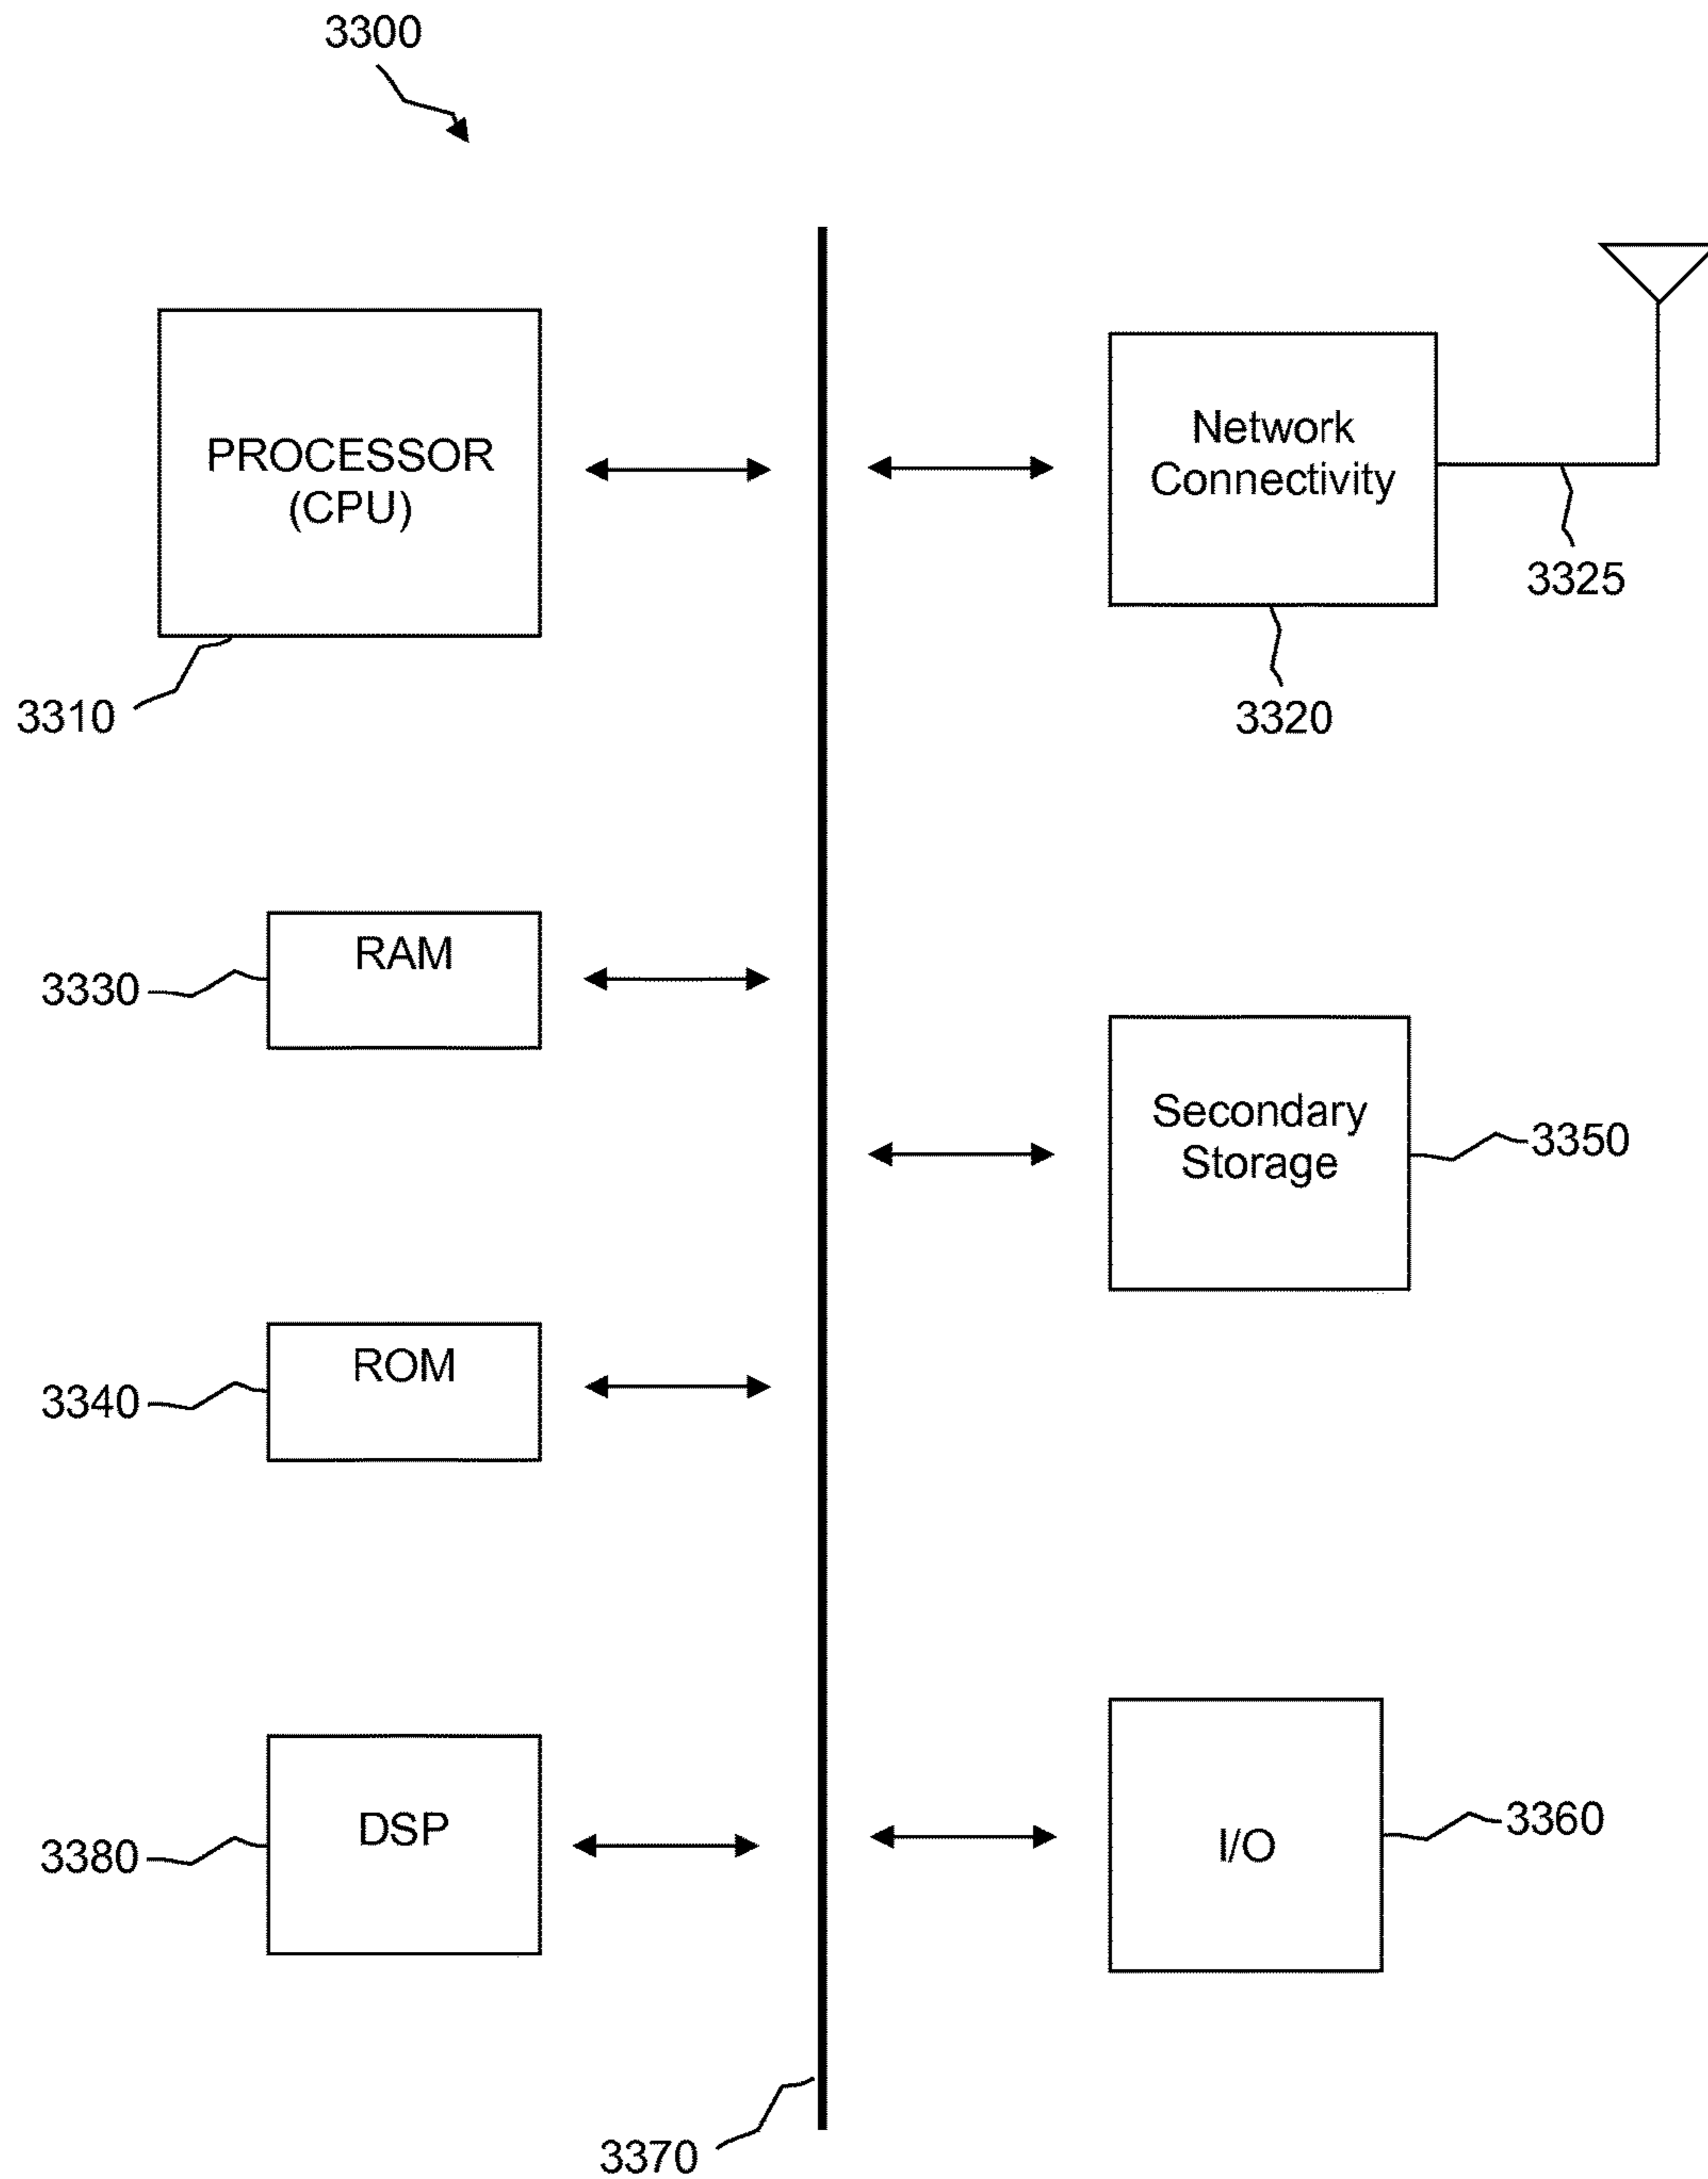 3300
PROCESSOR
(CPU)
3310
Network
Connectivity
3325
3320
RAM
3330
Secondary
Storage
3350
ROM
3340
DSP
3380
I/O
3360
3370